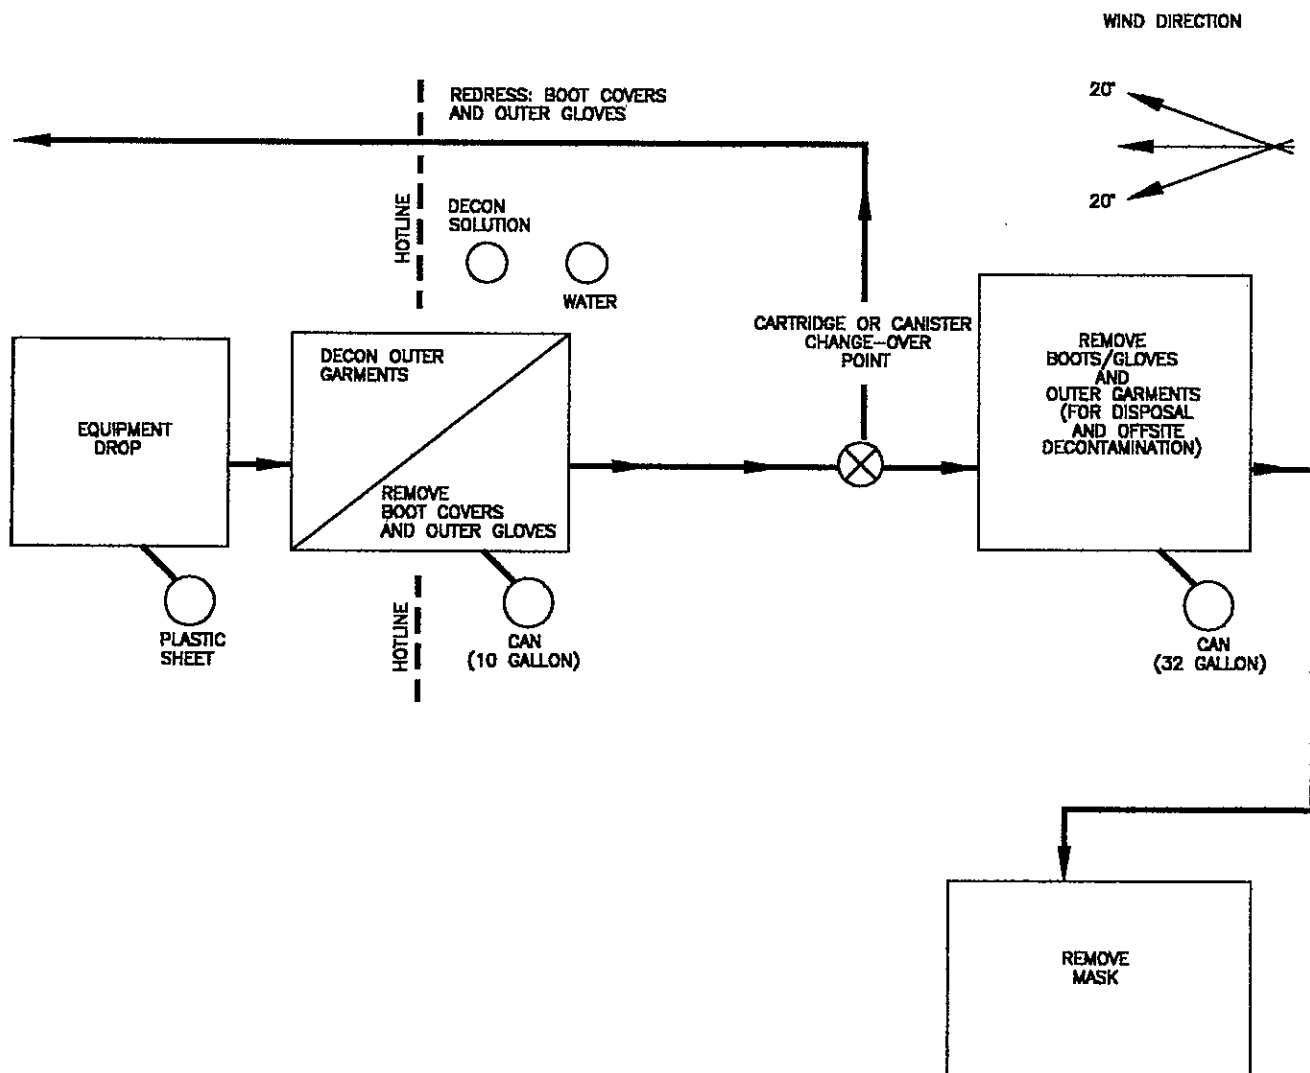 WIND DIRECTION
20°
20°
REDRESS: BOOT COVERS
AND OUTER GLOVES
HOTLINE
DECON
SOLUTION
WATER
CARTRIDGE OR CANISTER
CHANGE-OVER
POINT
EQUIPMENT
DROP
DECON OUTER
GARMENTS
REMOVE
BOOT COVERS
AND OUTER GLOVES
REMOVE
BOOTS/GLOVES
AND
OUTER GARMENTS
(FOR DISPOSAL
AND OFFSITE
DECONTAMINATION)
PLASTIC
SHEET
HOTLINE
CAN
(10 GALLON)
CAN
(32 GALLON)
REMOVE
MASK